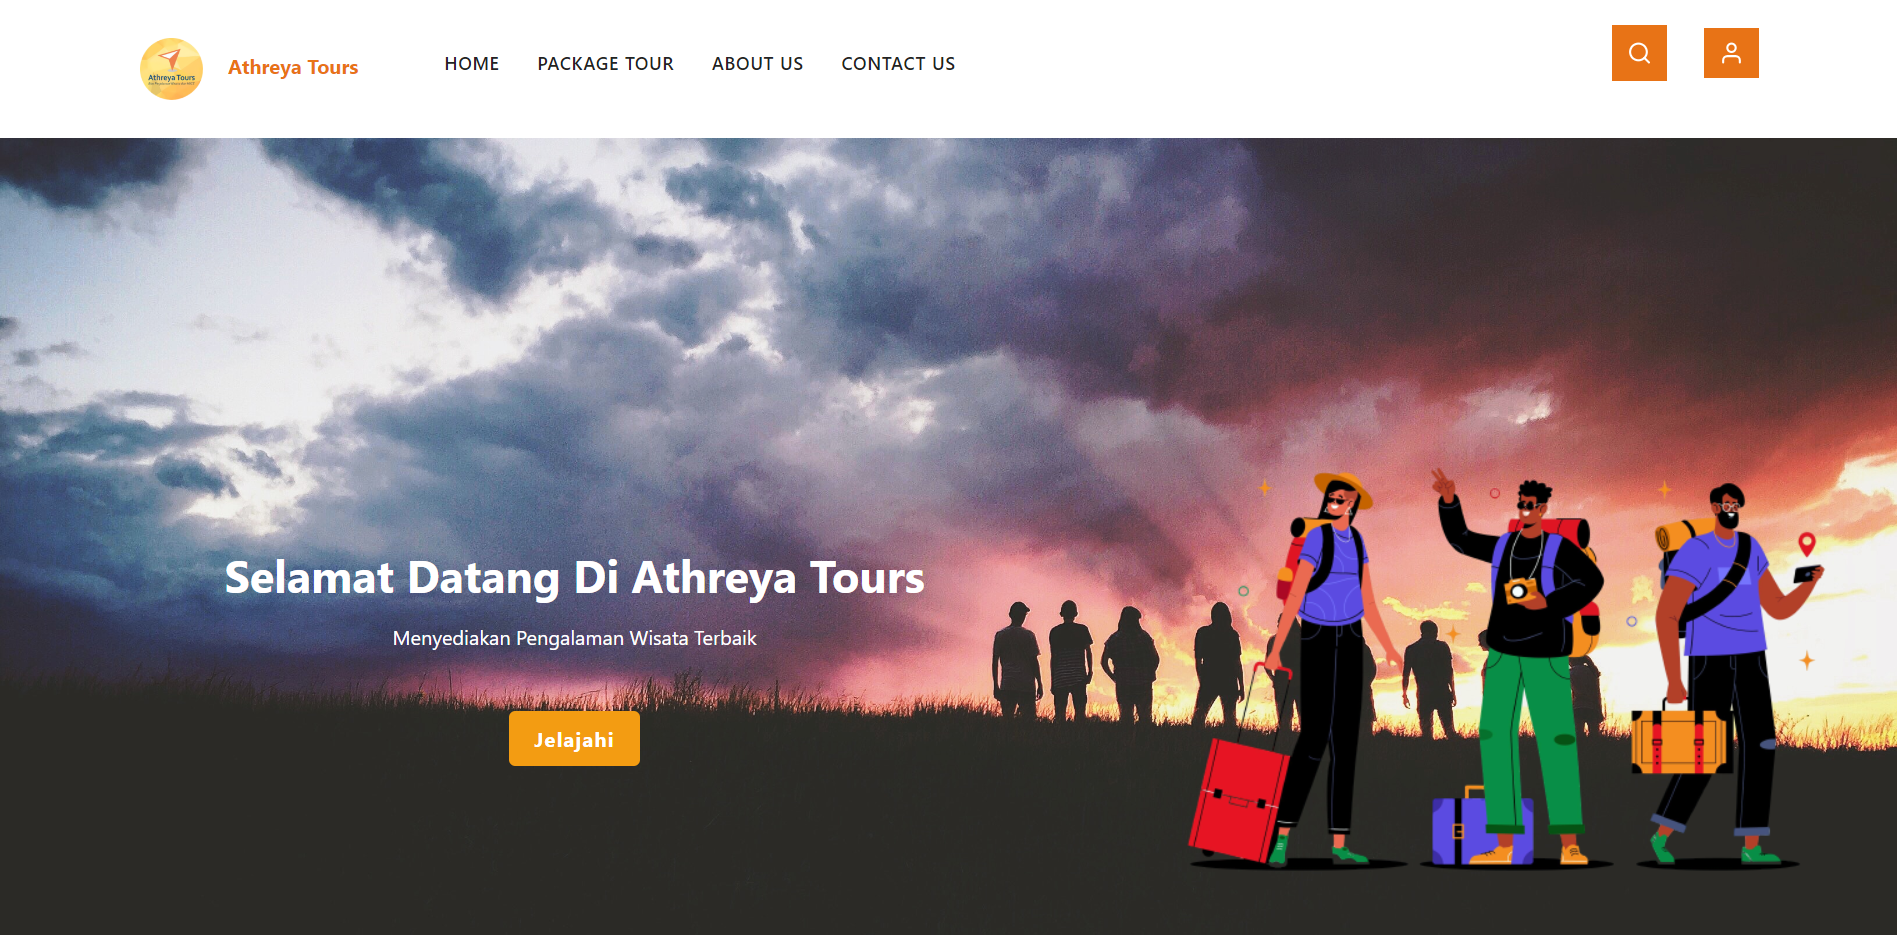 Athreya Tours
Athreya Tours
HOME
PACKAGE TOUR
ABOUT US
CONTACT US
Selamat Datang Di Athreya Tours
Menyediakan Pengalaman Wisata Terbaik
Jelajahi